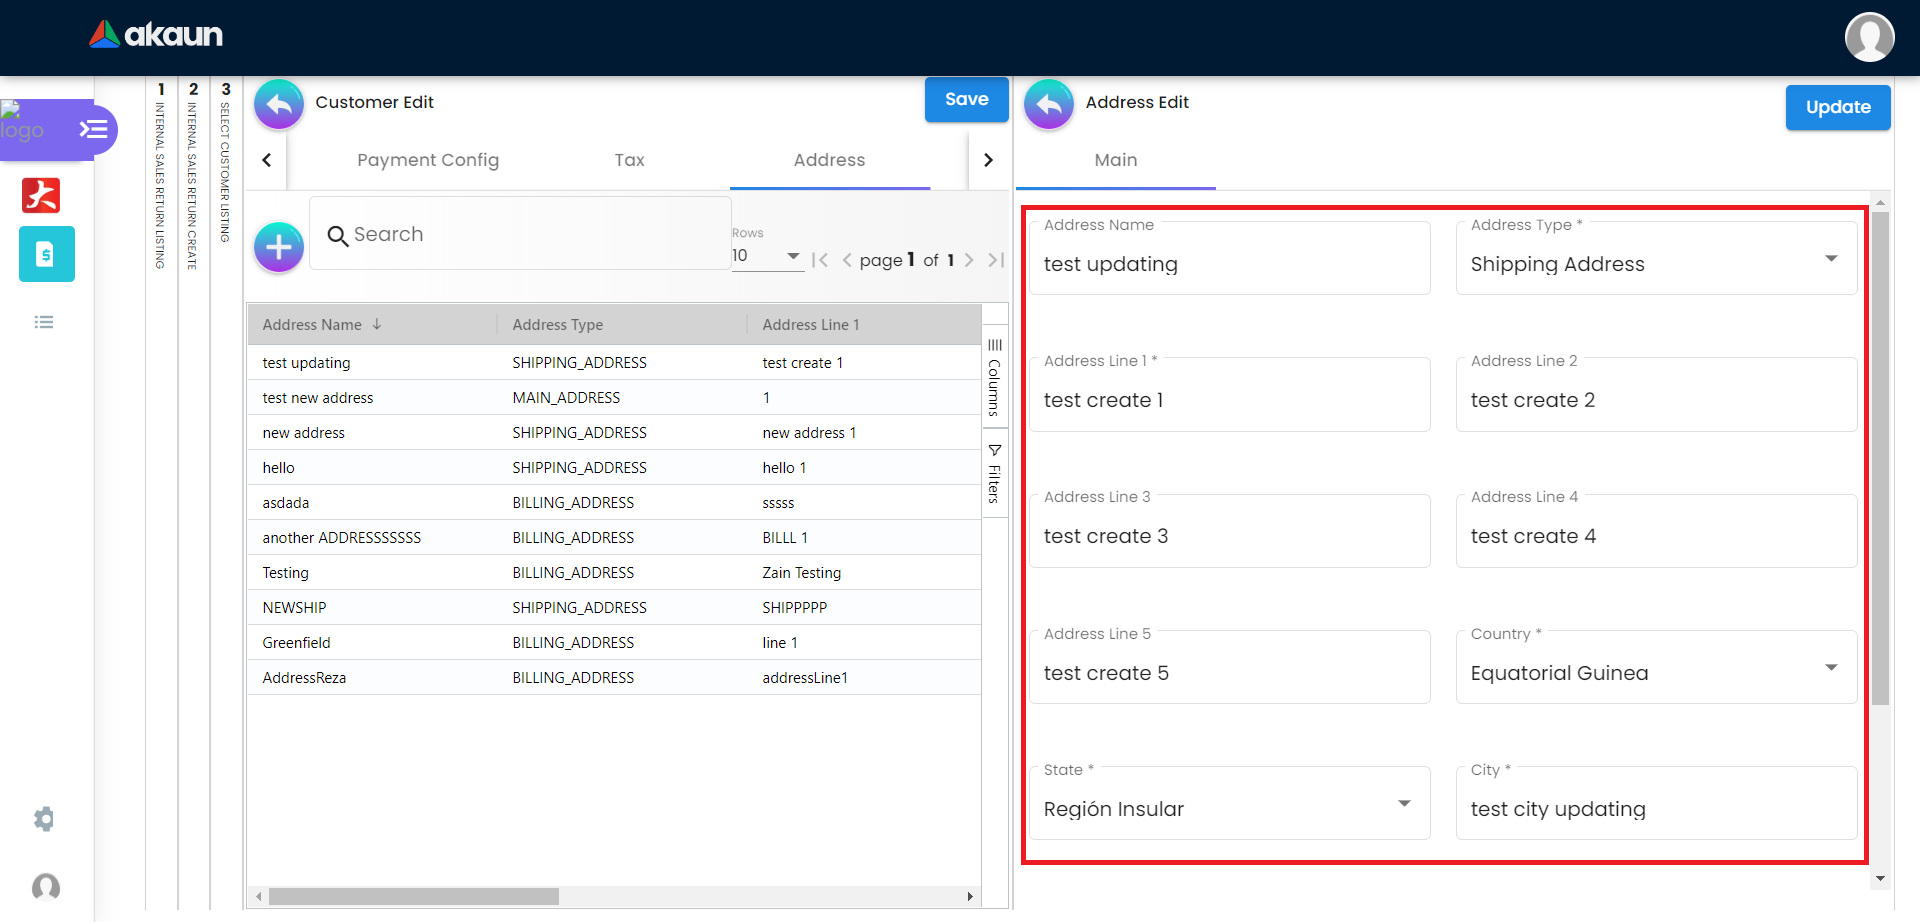 akaun
logo
1 INTERNAL SALES RETURN LISTING
2 INTERNAL SALES RETURN CREATE
3 SELECT CUSTOMER LISTING
Customer Edit
Save
Payment Config Tax Address
Search
Rows
10
page 1 of 1
Address Name Address Type Address Line 1
test updating SHIPPING_ADDRESS test create 1
test new address MAIN_ADDRESS 1
new address SHIPPING_ADDRESS new address 1
hello SHIPPING_ADDRESS hello 1
asdada BILLING_ADDRESS sssss
another ADDRESSSSSSS BILLING_ADDRESS BILLL 1
Testing BILLING_ADDRESS Zain Testing
NEWSHIP SHIPPING_ADDRESS SHIPPPPP
Greenfield BILLING_ADDRESS line 1
AddressReza BILLING_ADDRESS addressLine1
Columns
Filters
Address Edit
Update
Main
Address Name
test updating
Address Type *
Shipping Address
Address Line 1 *
test create 1
Address Line 2
test create 2
Address Line 3
test create 3
Address Line 4
test create 4
Address Line 5
test create 5
Country *
Equatorial Guinea
State *
Región Insular
City *
test city updating